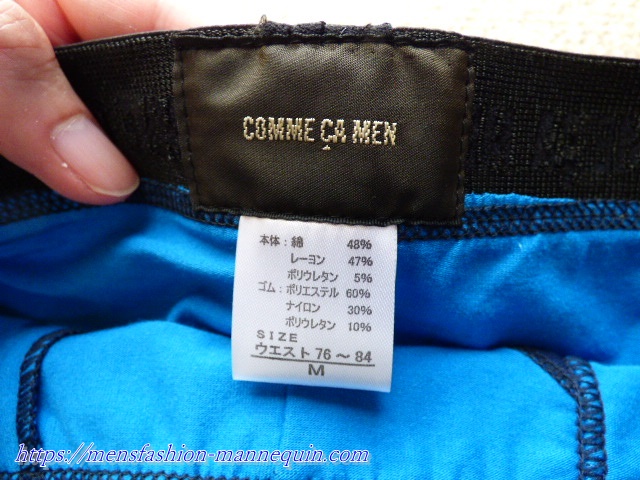 COMME ÇA MEN
本体：綿 48%
レーヨン 47%
ポリウレタン 5%
ゴム：ポリエステル 60%
ナイロン 30%
ポリウレタン 10%
SIZE
ウエスト 76～84
M
https://mensfashion-mannequin.com/